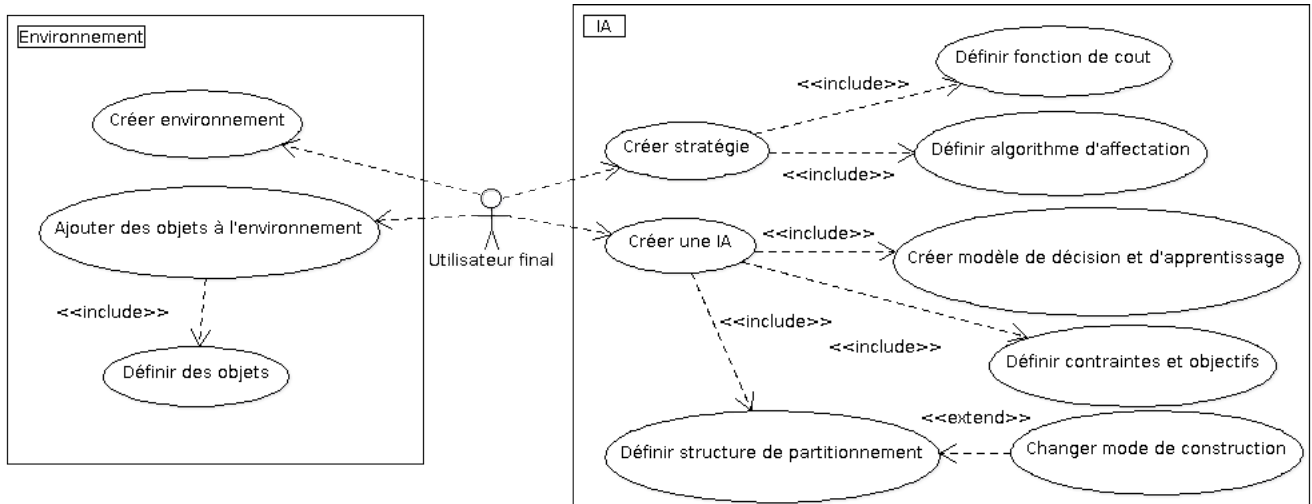 Environnement
Créer environnement
Ajouter des objets à l'environnement
<<include>>
Définir des objets
Utilisateur final
IA
Définir fonction de cout
<<include>>
Créer stratégie
Définir algorithme d'affectation
<<include>>
Créer une IA
<<include>>
Créer modèle de décision et d'apprentissage
<<include>>
<<include>>
Définir contraintes et objectifs
<<extend>>
Définir structure de partitionnement
Changer mode de construction